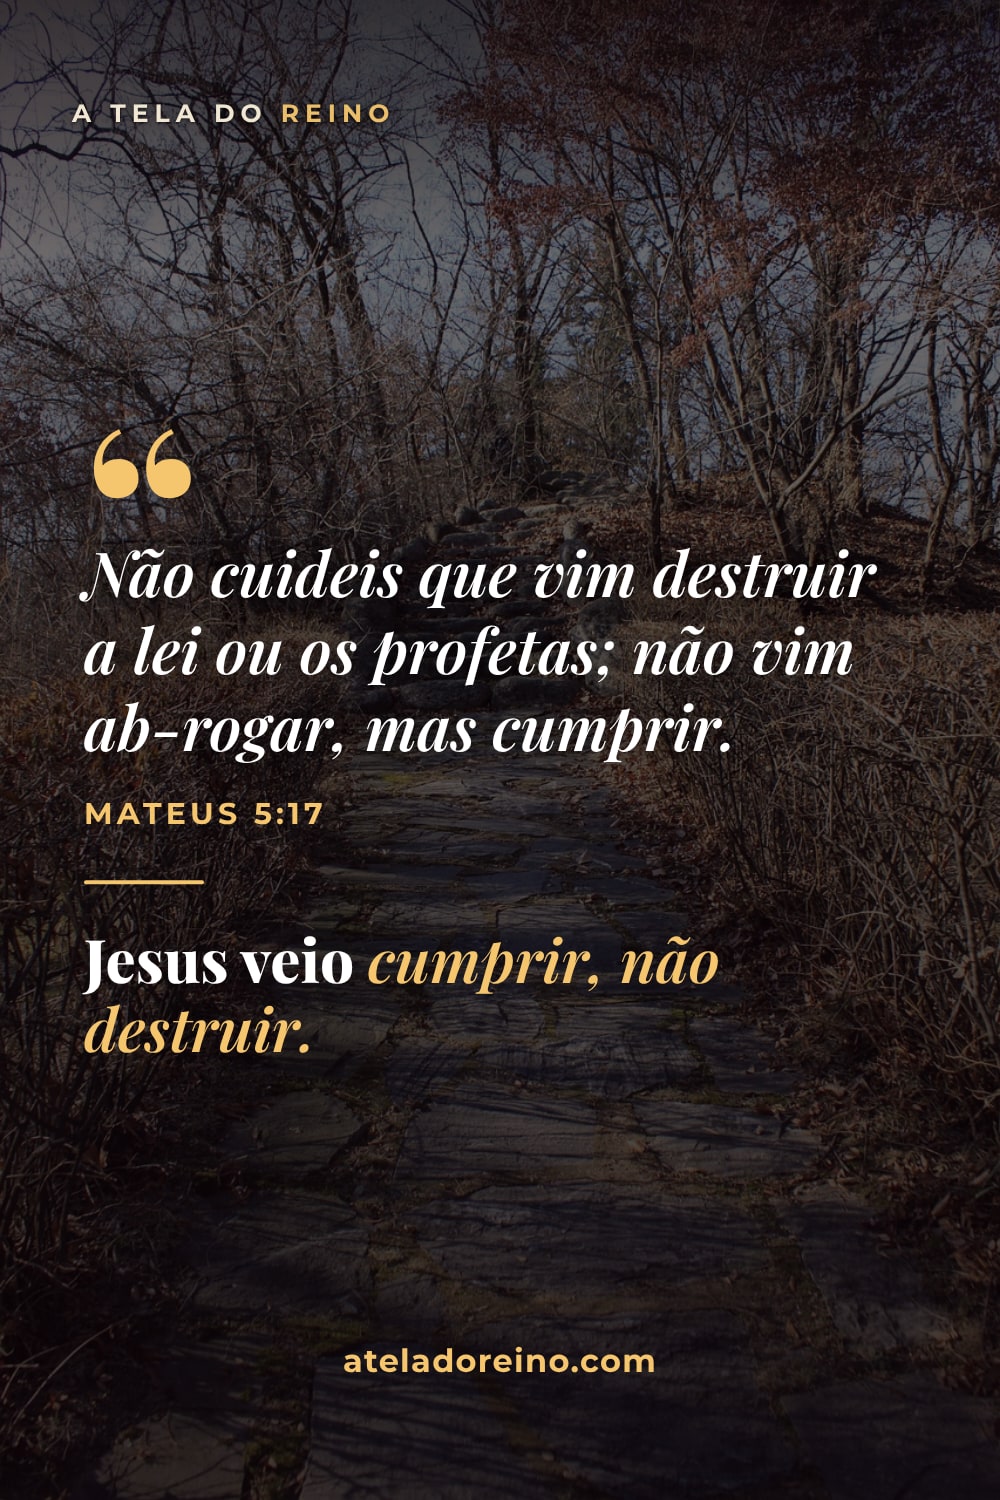 A TELA DO REINO
“
Não cuideis que vim destruir
a lei ou os profetas; não vim
ab-rogar, mas cumprir.
MATEUS 5:17
Jesus veio cumprir, não
destruir.
ateladoreino.com